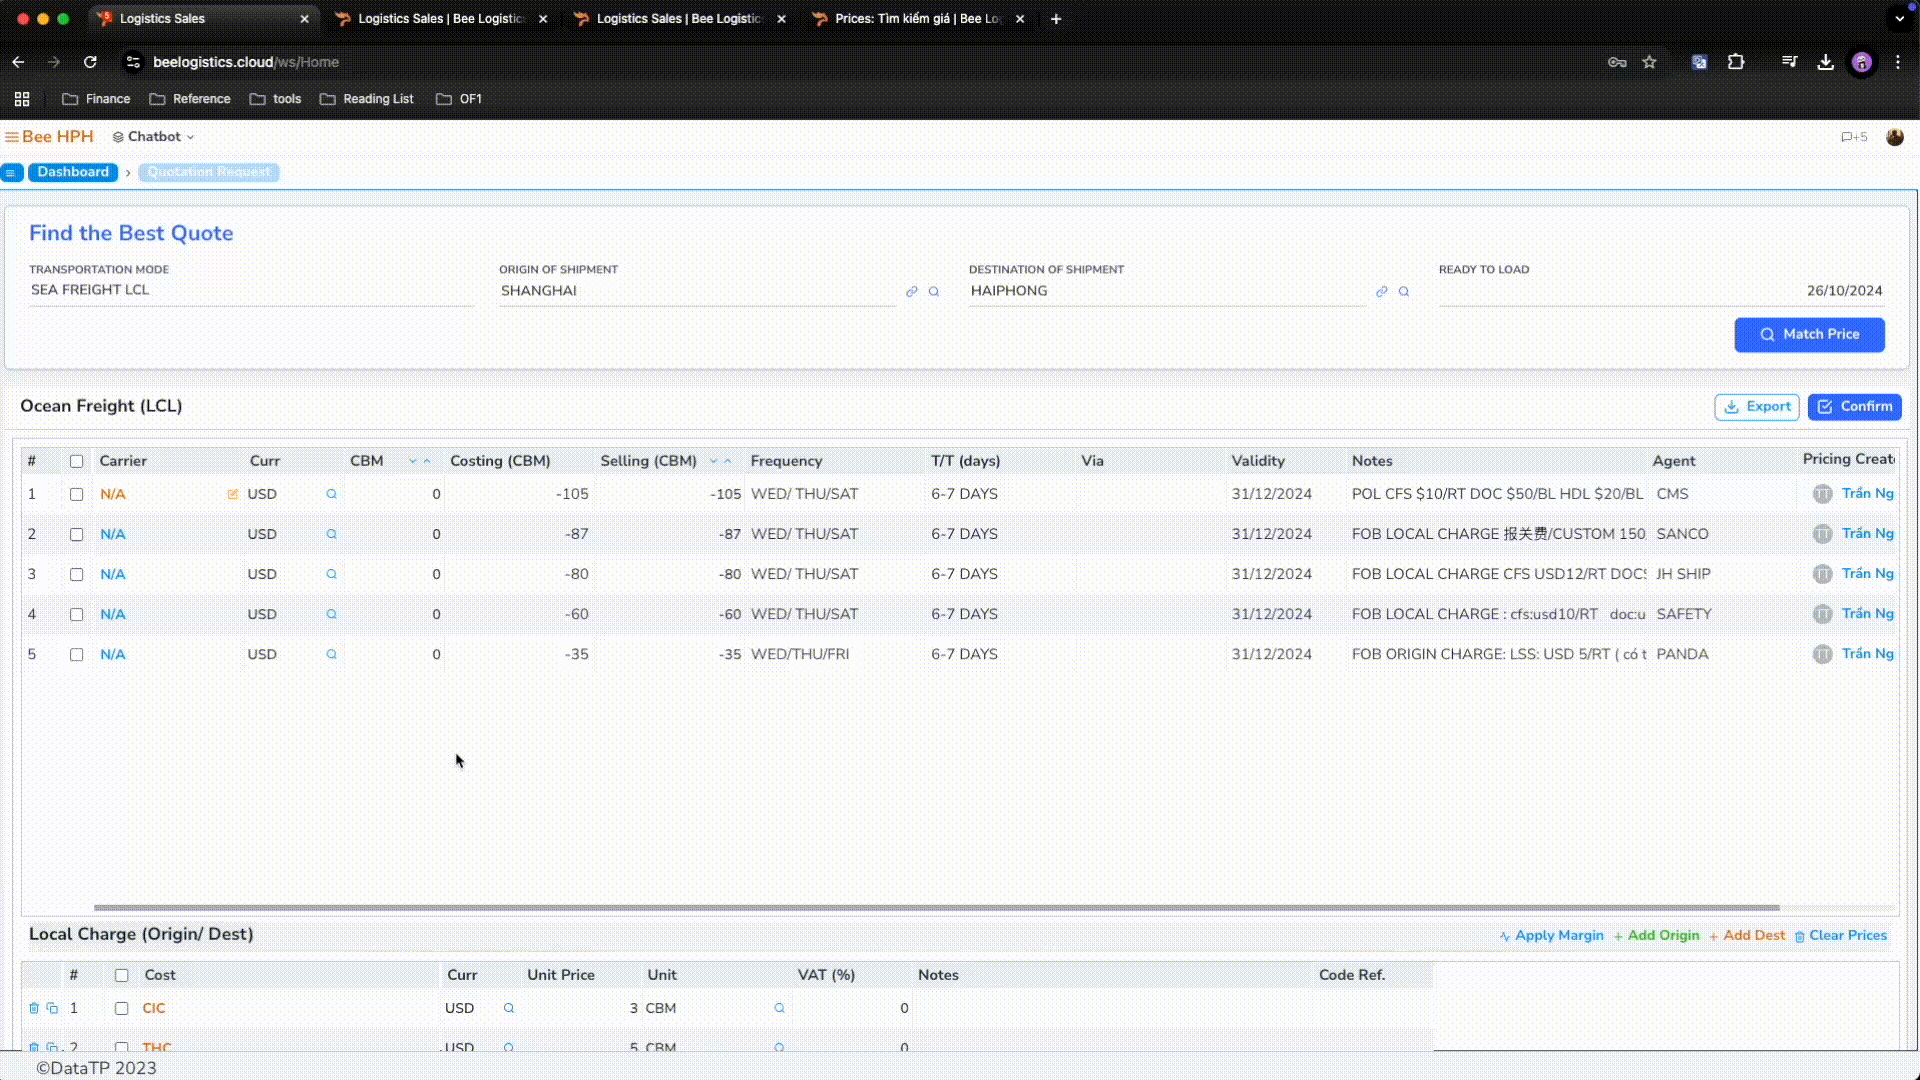 Logistics Sales
Logistics Sales | Bee Logistic
Logistics Sales | Bee Logistic
Prices: Tìm kiếm giá | Bee Lo
beelogistics.cloud/ws/Home
Finance Reference tools Reading List OF1
Bee HPH Chatbot +5
Dashboard › Quotation Request
Find the Best Quote
TRANSPORTATION MODE ORIGIN OF SHIPMENT DESTINATION OF SHIPMENT READY TO LOAD
SEA FREIGHT LCL SHANGHAI HAIPHONG 26/10/2024
Match Price
Ocean Freight (LCL) Export Confirm
# Carrier Curr CBM Costing (CBM) Selling (CBM) Frequency T/T (days) Via Validity Notes Agent Pricing Creat
1 N/A USD 0 -105 -105 WED/ THU/SAT 6-7 DAYS 31/12/2024 POL CFS $10/RT DOC $50/BL HDL $20/BL CMS TT Trần Ng
2 N/A USD 0 -87 -87 WED/ THU/SAT 6-7 DAYS 31/12/2024 FOB LOCAL CHARGE 报关费/CUSTOM 150 SANCO TT Trần Ng
3 N/A USD 0 -80 -80 WED/ THU/SAT 6-7 DAYS 31/12/2024 FOB LOCAL CHARGE CFS USD12/RT DOCS JH SHIP TT Trần Ng
4 N/A USD 0 -60 -60 WED/ THU/SAT 6-7 DAYS 31/12/2024 FOB LOCAL CHARGE : cfs:usd10/RT doc:u SAFETY TT Trần Ng
5 N/A USD 0 -35 -35 WED/THU/FRI 6-7 DAYS 31/12/2024 FOB ORIGIN CHARGE: LSS: USD 5/RT ( có t PANDA TT Trần Ng
Local Charge (Origin/ Dest) Apply Margin + Add Origin + Add Dest Clear Prices
# Cost Curr Unit Price Unit VAT (%) Notes Code Ref.
1 CIC USD 3 CBM 0
2 THC USD 5 CBM 0
©DataTP 2023